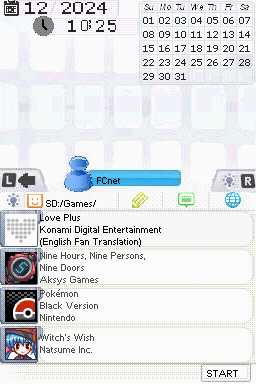 12/2024
10:25
Su Mo Tu We Th Fr Sa
01 02 03 04 05 06 07
08 09 10 11 12 13 14
15 16 17 18 19 20 21
22 23 24 25 26 27 28
29 30 31
L
R
FCnet
SD:/Games/
Love Plus
Konami Digital Entertainment
(English Fan Translation)
Nine Hours, Nine Persons,
Nine Doors
Aksys Games
Pokémon
Black Version
Nintendo
Witch's Wish
Natsume Inc.
START